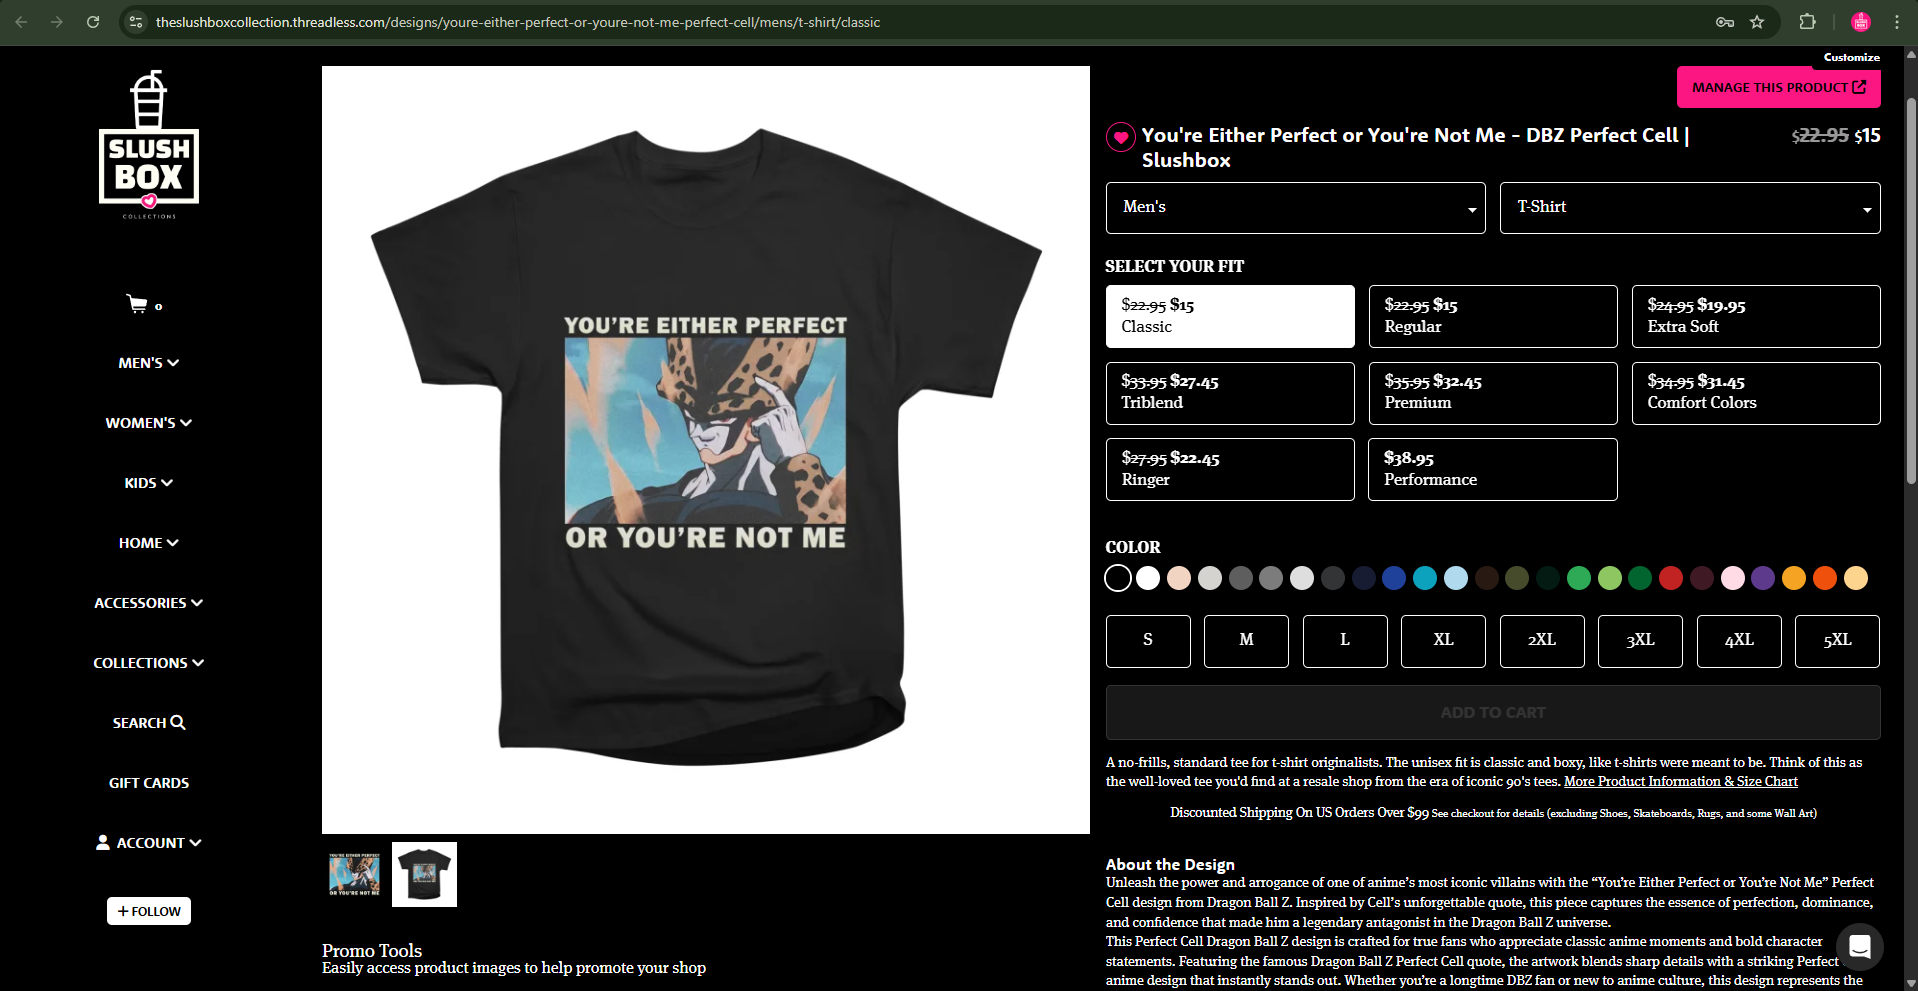 theslushboxcollection.threadless.com/designs/youre-either-perfect-or-youre-not-me-perfect-cell/mens/t-shirt/classic
Customize
MANAGE THIS PRODUCT
SLUSH
BOX
COLLECTIONS
0
MEN'S
WOMEN'S
KIDS
HOME
ACCESSORIES
COLLECTIONS
SEARCH
GIFT CARDS
ACCOUNT
+ FOLLOW
YOU'RE EITHER PERFECT
OR YOU'RE NOT ME
YOU'RE EITHER PERFECT
OR YOU'RE NOT ME
Promo Tools
Easily access product images to help promote your shop
You're Either Perfect or You're Not Me - DBZ Perfect Cell |
Slushbox
$22.95 $15
Men's
T-Shirt
SELECT YOUR FIT
$22.95 $15
Classic
$22.95 $15
Regular
$24.95 $19.95
Extra Soft
$33.95 $27.45
Triblend
$35.95 $32.45
Premium
$34.95 $31.45
Comfort Colors
$27.95 $22.45
Ringer
$38.95
Performance
COLOR
S
M
L
XL
2XL
3XL
4XL
5XL
ADD TO CART
A no-frills, standard tee for t-shirt originalists. The unisex fit is classic and boxy, like t-shirts were meant to be. Think of this as
the well-loved tee you'd find at a resale shop from the era of iconic 90's tees. More Product Information & Size Chart
Discounted Shipping On US Orders Over $99 See checkout for details (excluding Shoes, Skateboards, Rugs, and some Wall Art)
About the Design
Unleash the power and arrogance of one of anime’s most iconic villains with the “You’re Either Perfect or You’re Not Me” Perfect
Cell design from Dragon Ball Z. Inspired by Cell’s unforgettable quote, this piece captures the essence of perfection, dominance,
and confidence that made him a legendary antagonist in the Dragon Ball Z universe.
This Perfect Cell Dragon Ball Z design is crafted for true fans who appreciate classic anime moments and bold character
statements. Featuring the famous Dragon Ball Z Perfect Cell quote, the artwork blends sharp details with a striking Perfect
anime design that instantly stands out. Whether you’re a longtime DBZ fan or new to anime culture, this design represents the